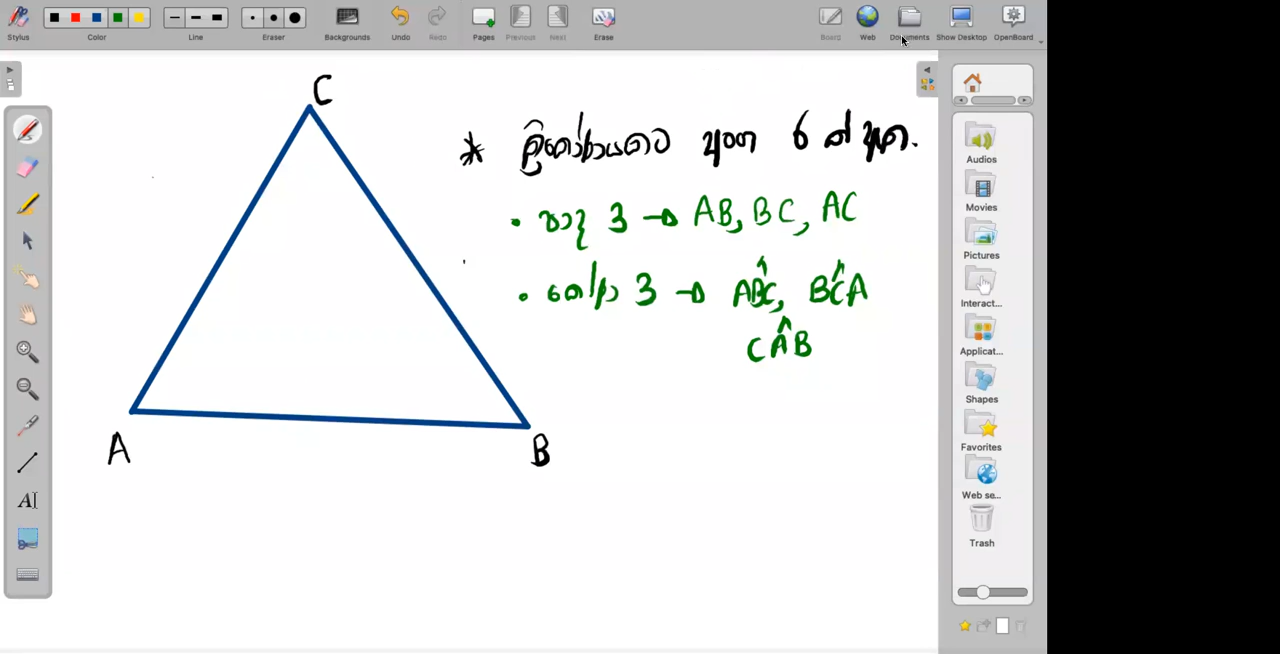 Stylus Color Line Eraser Backgrounds Undo Redo Pages Previous Next Erase Board Web Documents Show Desktop OpenBoard
C
* ත්‍රිකෝණයකට අංග 6 ක් ඇත.
• පාද 3 → AB, BC, AC
• කෝණ 3 → AB̂C, BĈA
CÂB
A
B
Audios
Movies
Pictures
Interact...
Applicat...
Shapes
Favorites
Web se...
Trash